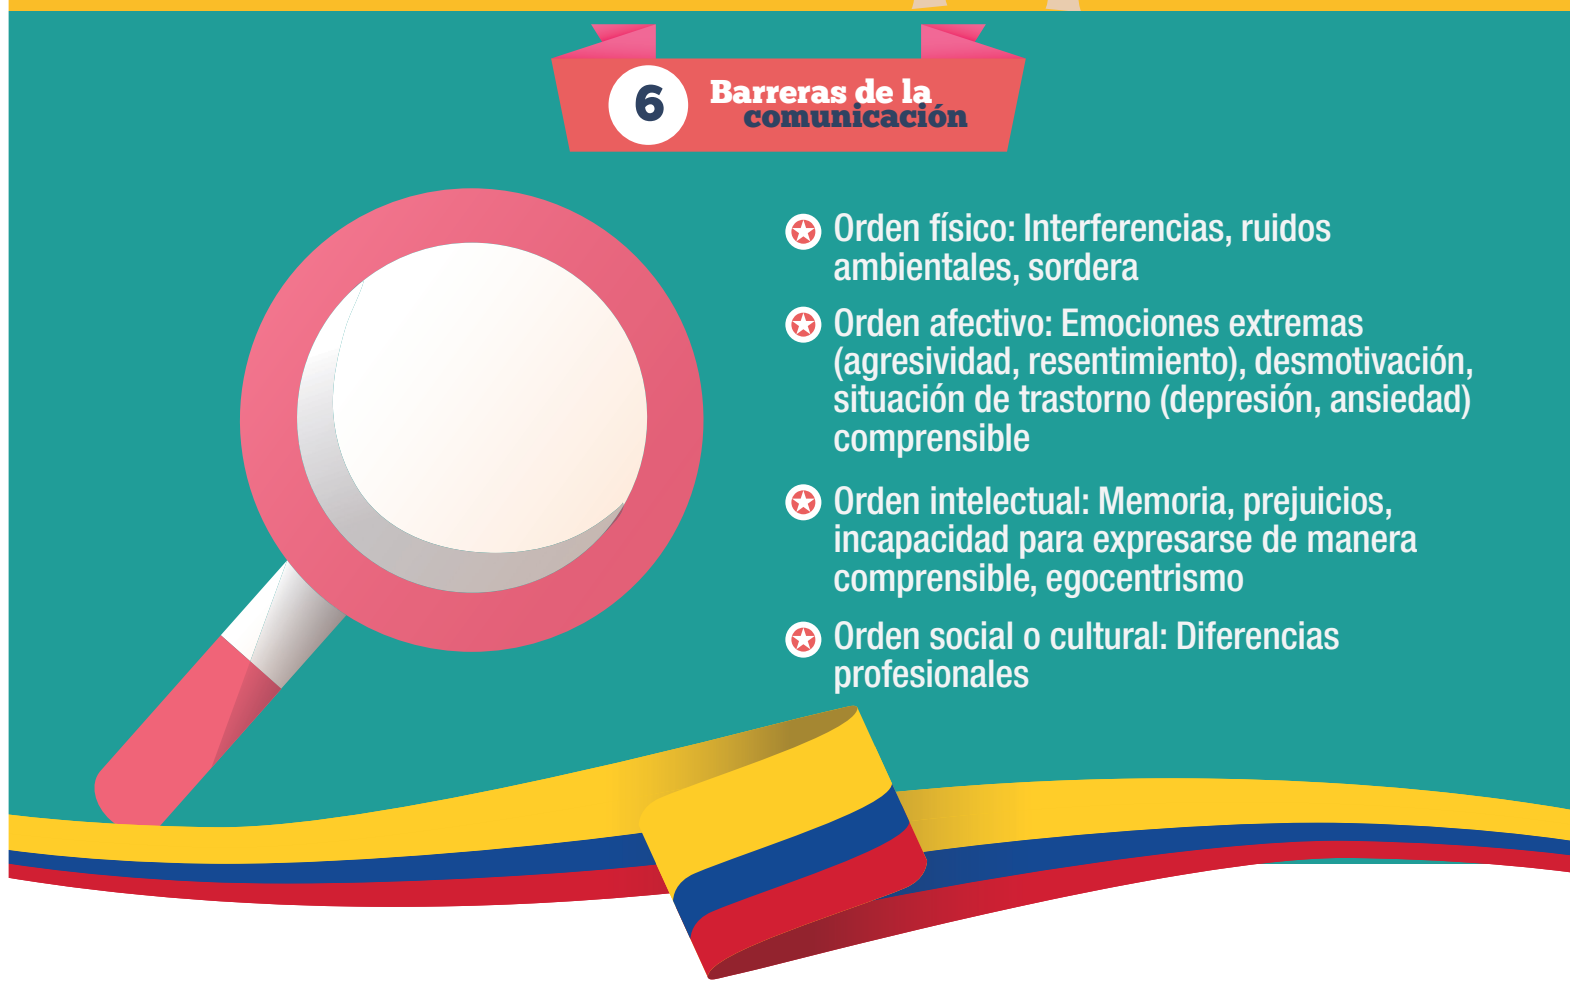 6
Barreras de la
comunicación
Orden físico: Interferencias, ruidos
ambientales, sordera
Orden afectivo: Emociones extremas
(agresividad, resentimiento), desmotivación,
situación de trastorno (depresión, ansiedad)
comprensible
Orden intelectual: Memoria, prejuicios,
incapacidad para expresarse de manera
comprensible, egocentrismo
Orden social o cultural: Diferencias
profesionales